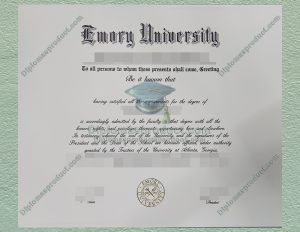 Diplomasproduct.com
Emory University
To all persons to whom these presents shall come, Greeting
Be it known that
having satisfied all the requirements for the degree of
is accordingly admitted by the faculty to that degree with all the
honors, rights and privileges thereunto appertaining here and elsewhere.
In testimony whereof the seal of the University and the signatures of the
President and the Dean of the School are hereunto affixed, under authority
granted by the Trustees of the University at Atlanta, Georgia.
EMORY
President